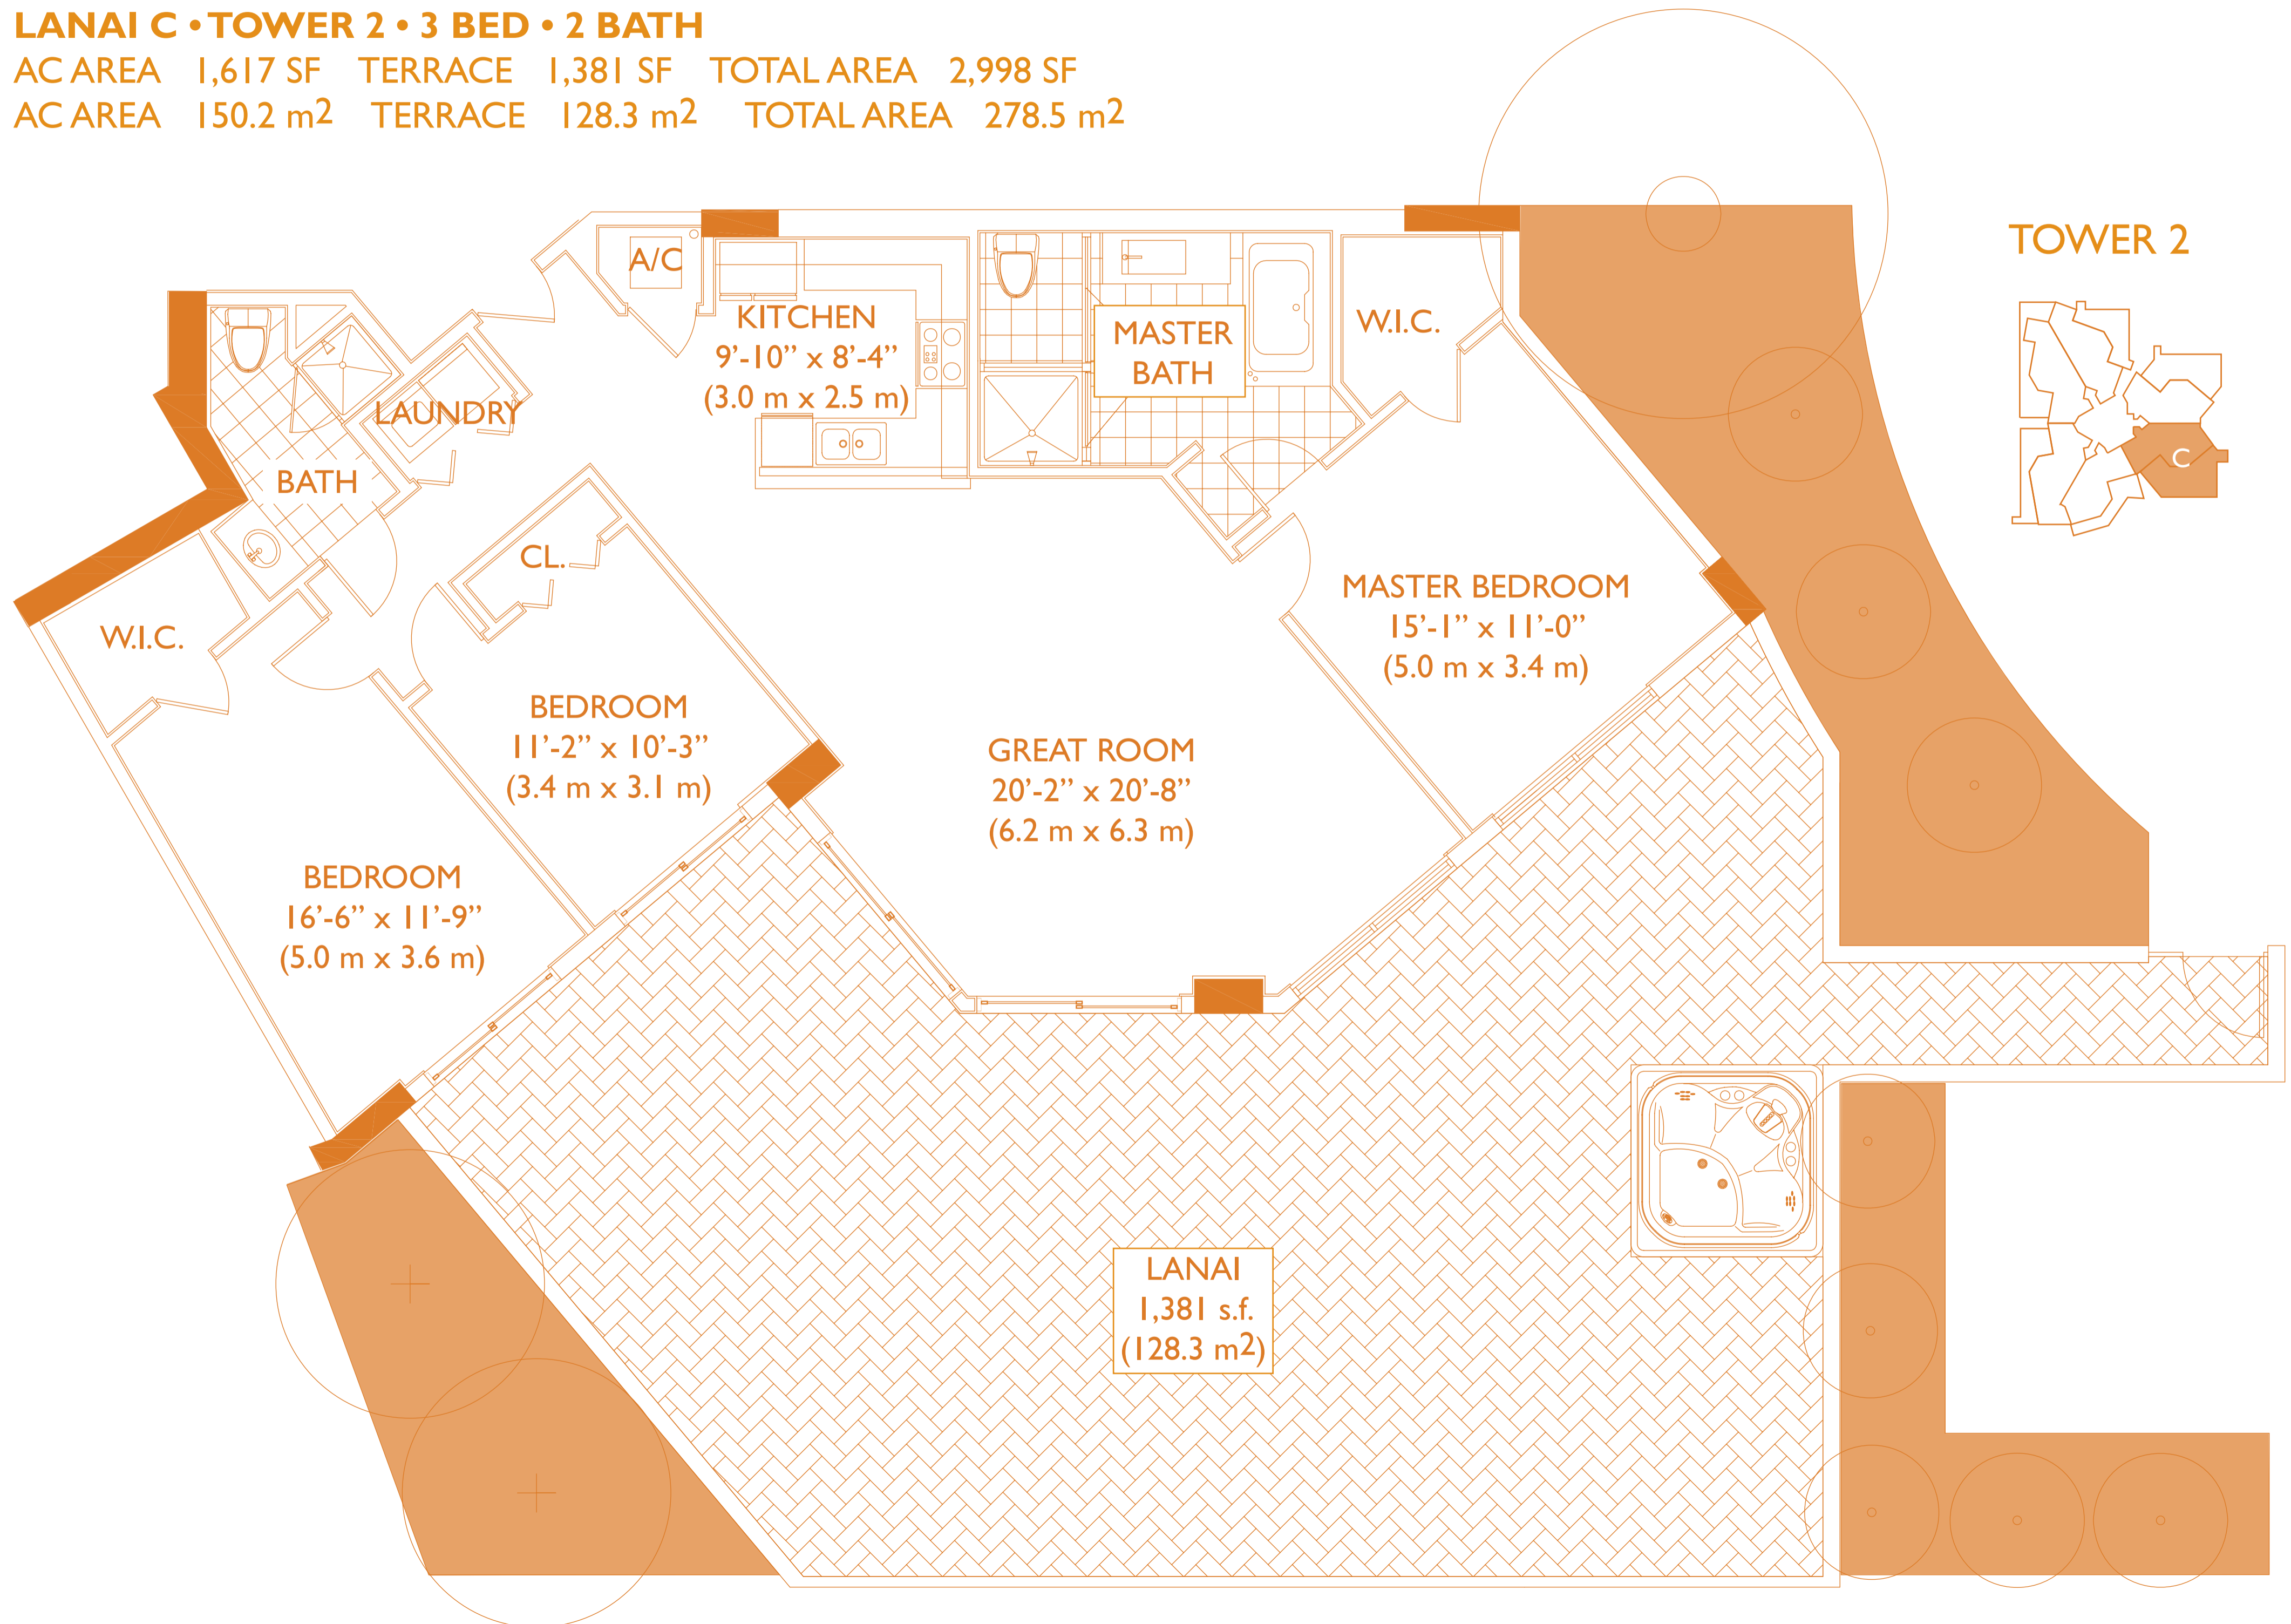 LANAI C • TOWER 2 • 3 BED • 2 BATH
AC AREA 1,617 SF TERRACE 1,381 SF TOTAL AREA 2,998 SF
AC AREA 150.2 m2 TERRACE 128.3 m2 TOTAL AREA 278.5 m2
TOWER 2
C
A/C
KITCHEN
9’-10” x 8’-4”
(3.0 m x 2.5 m)
MASTER
BATH
W.I.C.
LAUNDRY
BATH
CL.
W.I.C.
MASTER BEDROOM
15’-1” x 11’-0”
(5.0 m x 3.4 m)
BEDROOM
11’-2” x 10’-3”
(3.4 m x 3.1 m)
GREAT ROOM
20’-2” x 20’-8”
(6.2 m x 6.3 m)
BEDROOM
16’-6” x 11’-9”
(5.0 m x 3.6 m)
LANAI
1,381 s.f.
(128.3 m2)